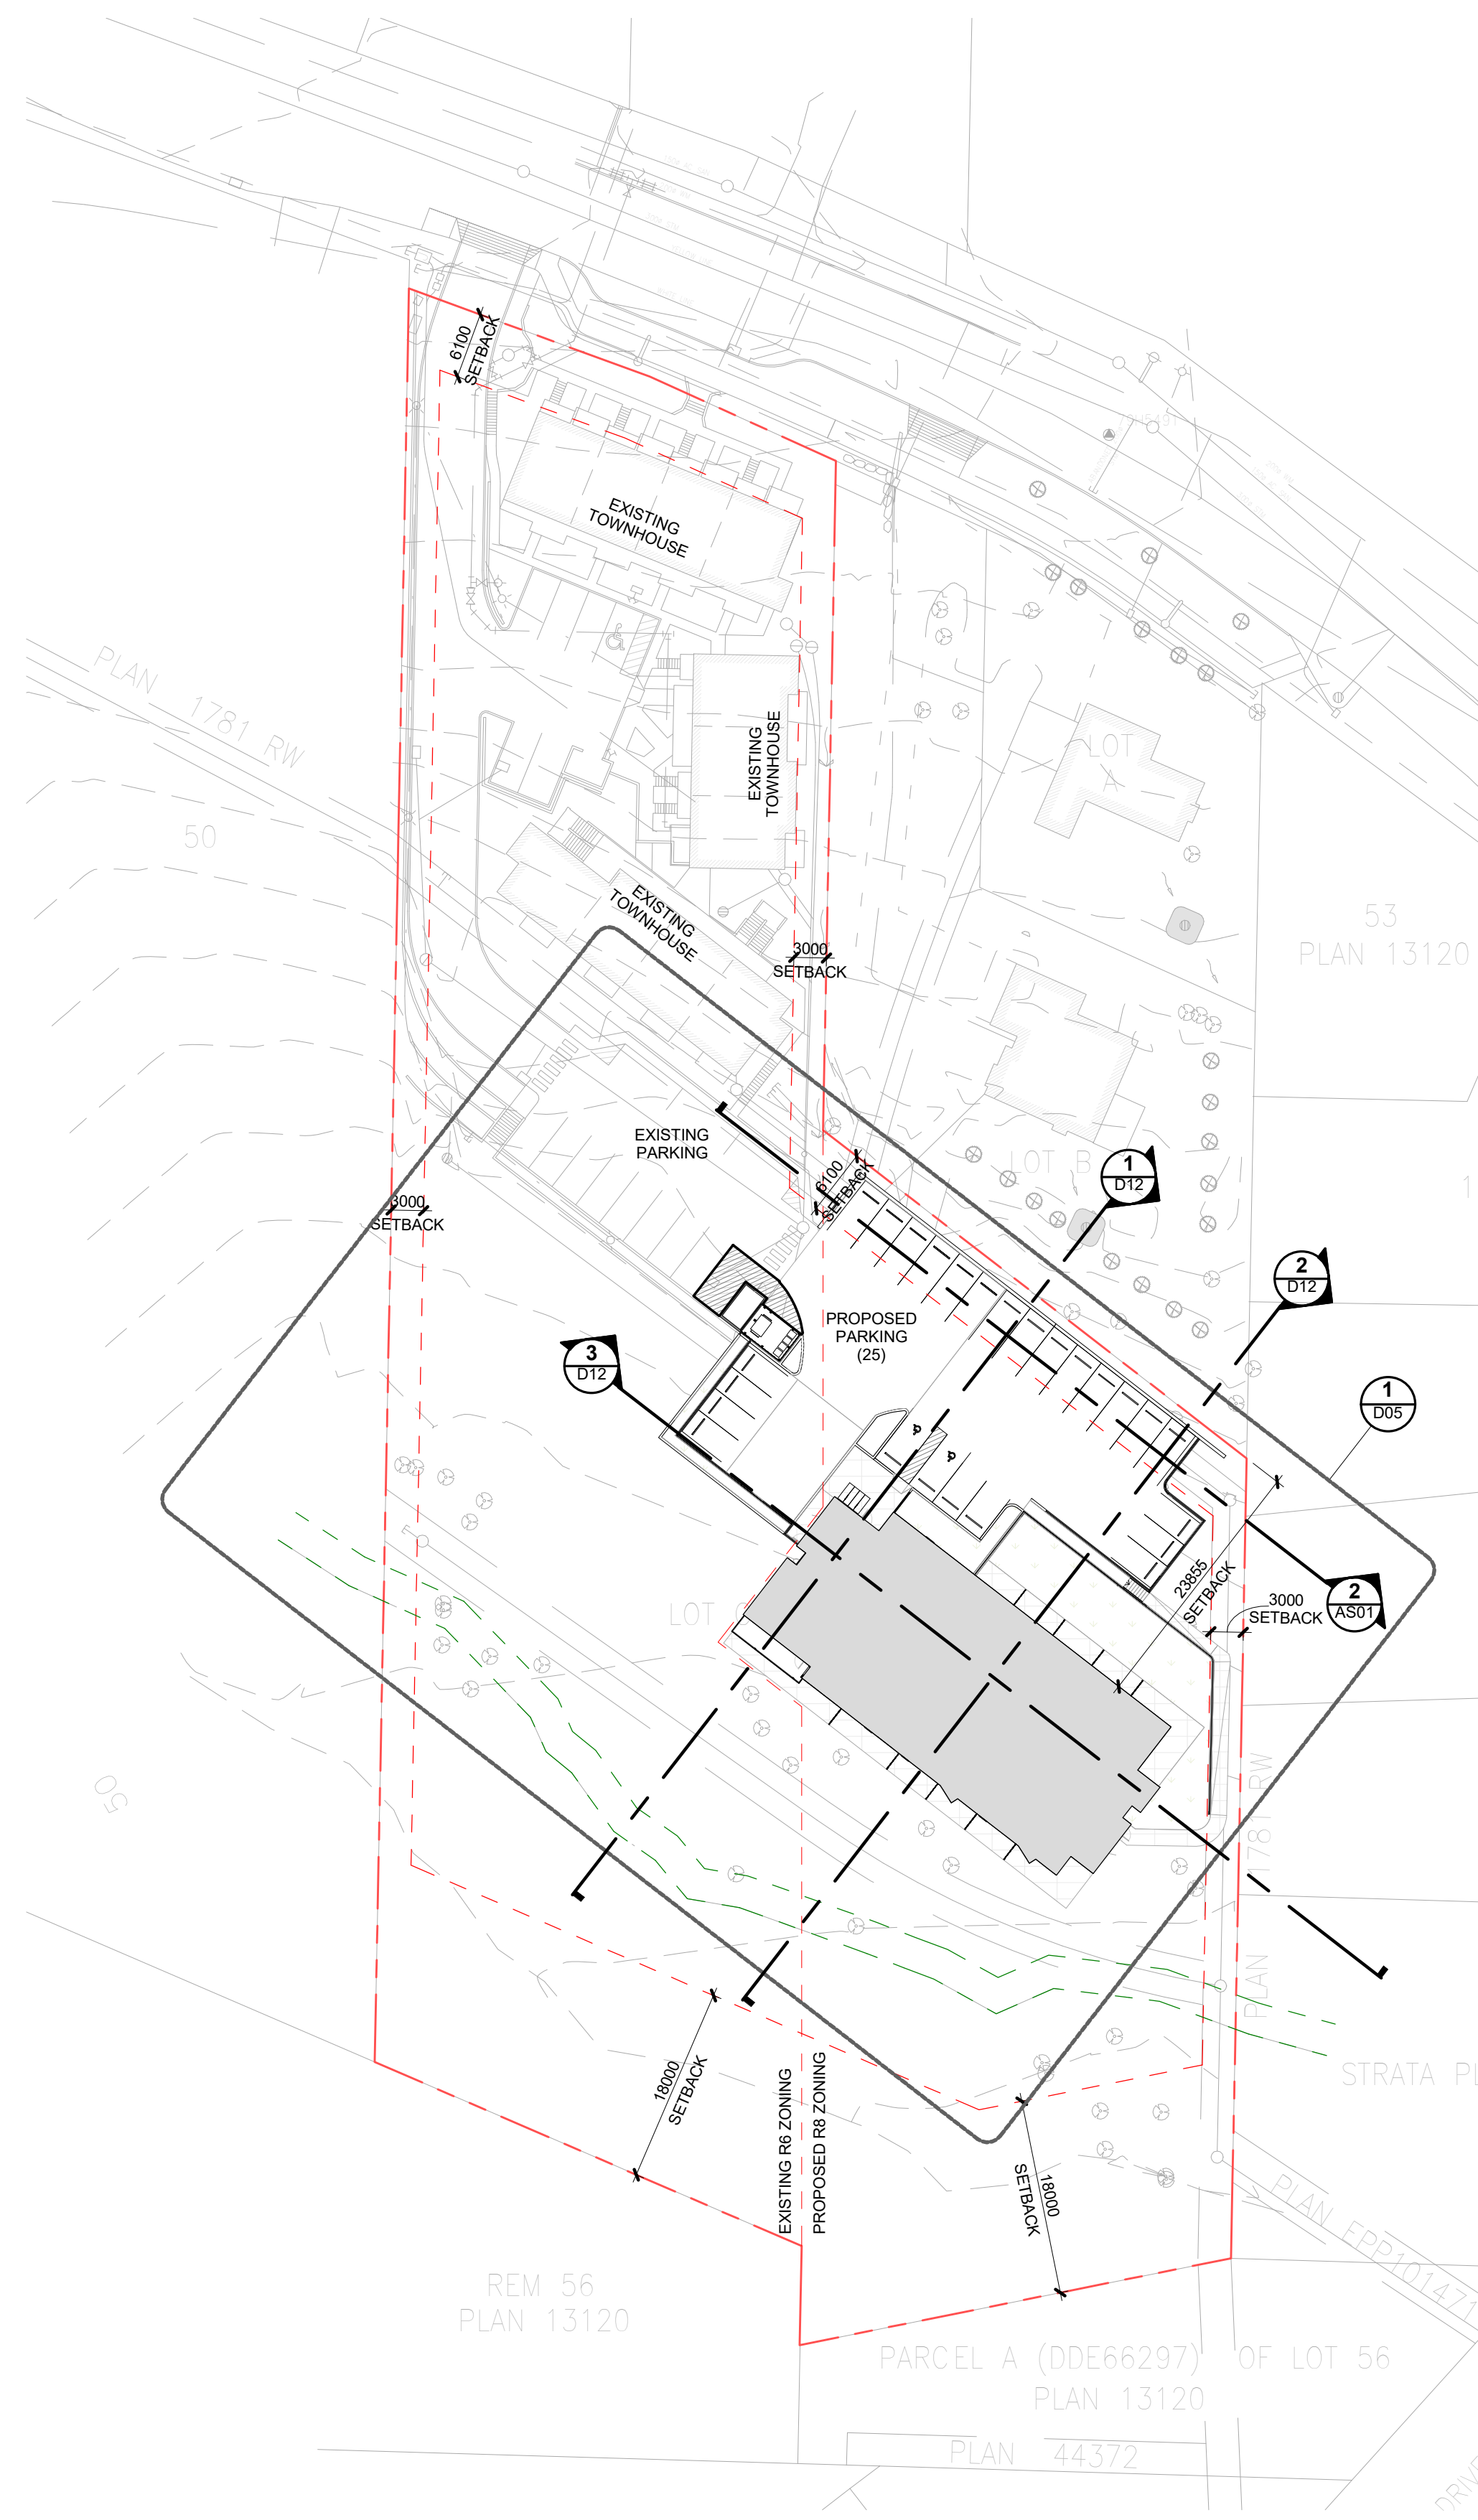 6100
SETBACK
EXISTING
TOWNHOUSE
PLAN 1781 RW
EXISTING
TOWNHOUSE
LOT
A
50
EXISTING
TOWNHOUSE
53
PLAN 13120
3000
SETBACK
EXISTING
PARKING
6100
SETBACK
LOT B
1
D12
1
3000
SETBACK
2
D12
PROPOSED
PARKING
(25)
3
D12
1
D05
23855
SETBACK
3000
SETBACK
2
AS01
LOT
50
PLAN 1781 RW
18000
SETBACK
EXISTING R6 ZONING
PROPOSED R8 ZONING
STRATA PL
18000
SETBACK
PLAN EPP101471
REM 56
PLAN 13120
PARCEL A (DDE66297) OF LOT 56
PLAN 13120
PLAN 44372
DRIVE